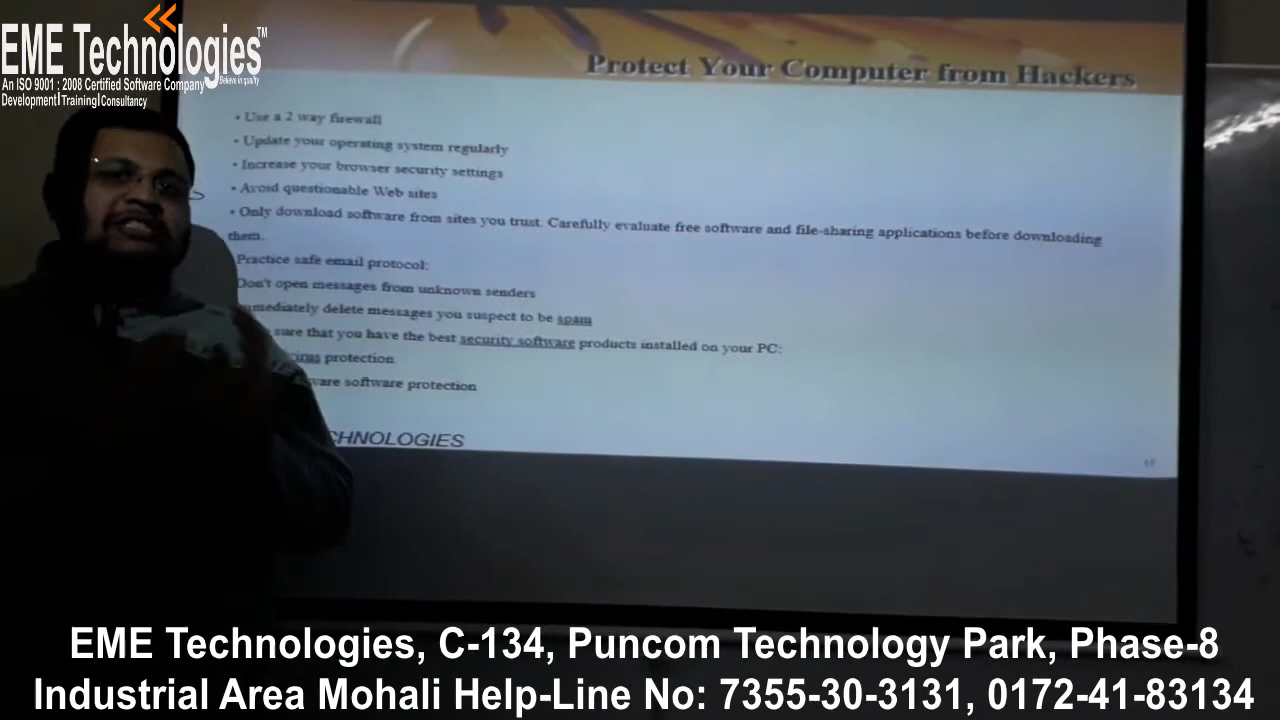 EME Technologies™
Believe in quality
An ISO 9001 : 2008 Certified Software Company
Development|Training|Consultancy
Protect Your Computer from Hackers
• Use a 2 way firewall
• Update your operating system regularly
• Increase your browser security settings
• Avoid questionable Web sites
• Only download software from sites you trust. Carefully evaluate free software and file-sharing applications before downloading
them.
Practice safe email protocol:
Don't open messages from unknown senders
mediately delete messages you suspect to be spam
sure that you have the best security software products installed on your PC:
virus protection
ware software protection
CHNOLOGIES
EME Technologies, C-134, Puncom Technology Park, Phase-8
Industrial Area Mohali Help-Line No: 7355-30-3131, 0172-41-83134